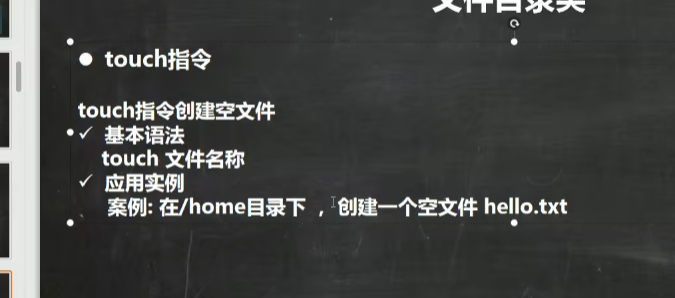 文件目录类
touch指令
touch指令创建空文件
基本语法
touch 文件名称
应用实例
案例: 在/home目录下 ， 创建一个空文件 hello.txt